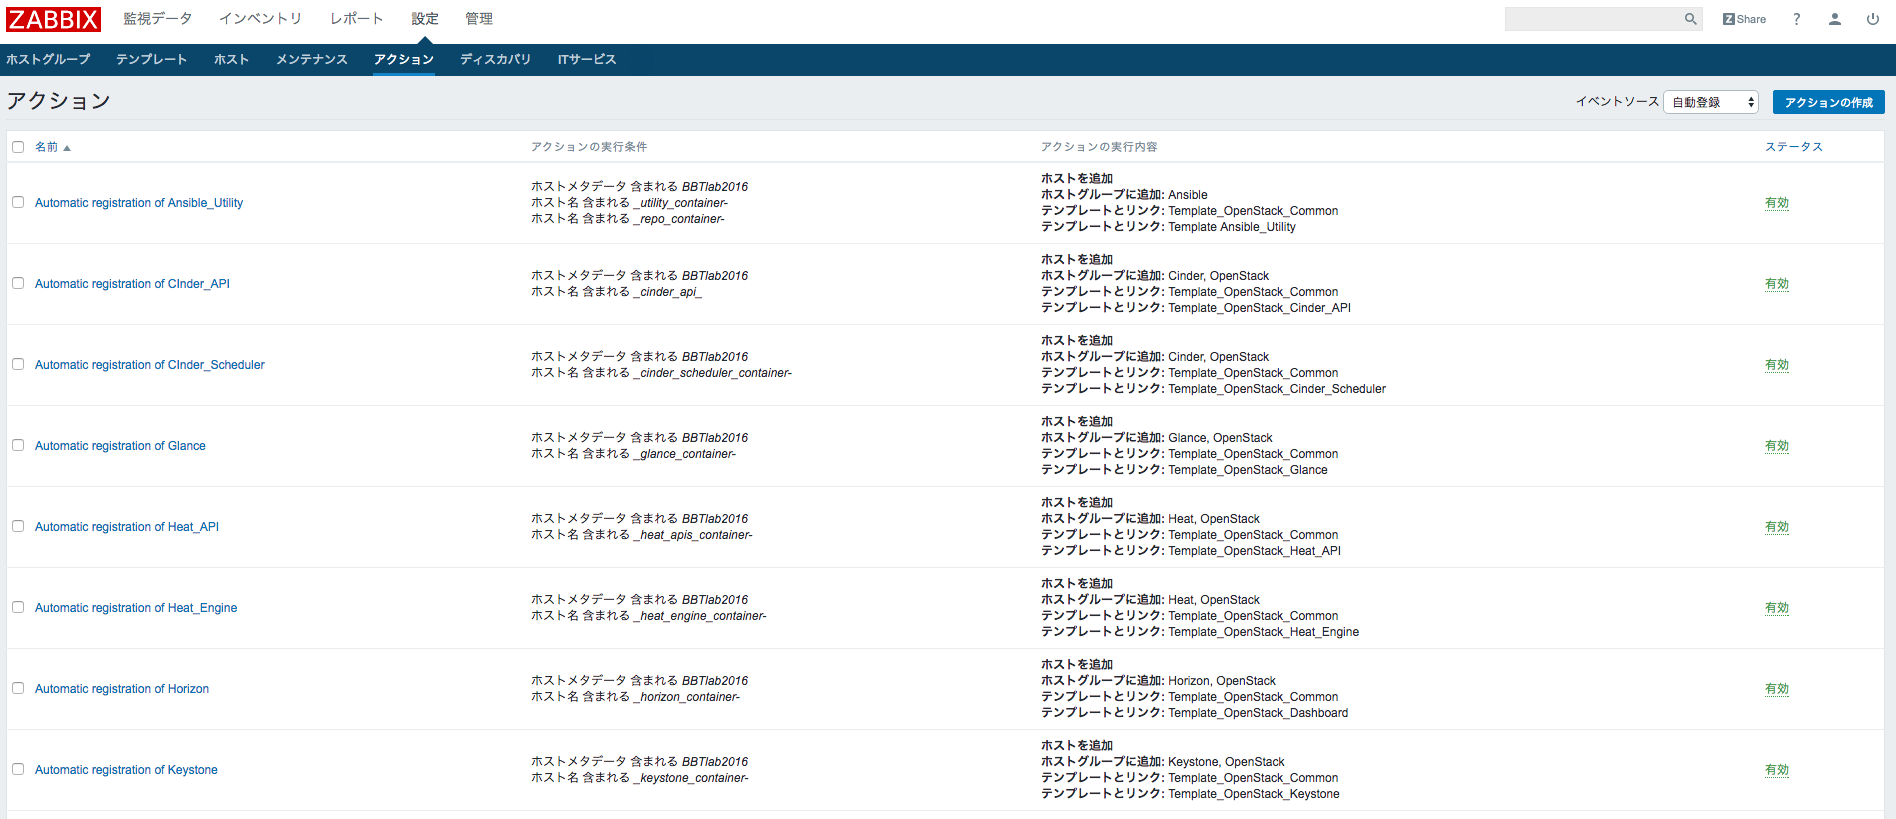 ZABBIX 監視データ インベントリ レポート 設定 管理 Z Share ?
ホストグループ テンプレート ホスト メンテナンス アクション ディスカバリ ITサービス
アクション イベントソース 自動登録 アクションの作成
名前 アクションの実行条件 アクションの実行内容 ステータス
Automatic registration of Ansible_Utility
ホストメタデータ 含まれる BBTlab2016
ホスト名 含まれる _utility_container-
ホスト名 含まれる _repo_container-
ホストを追加
ホストグループに追加: Ansible
テンプレートとリンク: Template_OpenStack_Common
テンプレートとリンク: Template Ansible_Utility
有効
Automatic registration of CInder_API
ホストメタデータ 含まれる BBTlab2016
ホスト名 含まれる _cinder_api_
ホストを追加
ホストグループに追加: Cinder, OpenStack
テンプレートとリンク: Template_OpenStack_Common
テンプレートとリンク: Template_OpenStack_Cinder_API
有効
Automatic registration of CInder_Scheduler
ホストメタデータ 含まれる BBTlab2016
ホスト名 含まれる _cinder_scheduler_container-
ホストを追加
ホストグループに追加: Cinder, OpenStack
テンプレートとリンク: Template_OpenStack_Common
テンプレートとリンク: Template_OpenStack_Cinder_Scheduler
有効
Automatic registration of Glance
ホストメタデータ 含まれる BBTlab2016
ホスト名 含まれる _glance_container-
ホストを追加
ホストグループに追加: Glance, OpenStack
テンプレートとリンク: Template_OpenStack_Common
テンプレートとリンク: Template_OpenStack_Glance
有効
Automatic registration of Heat_API
ホストメタデータ 含まれる BBTlab2016
ホスト名 含まれる _heat_apis_container-
ホストを追加
ホストグループに追加: Heat, OpenStack
テンプレートとリンク: Template_OpenStack_Common
テンプレートとリンク: Template_OpenStack_Heat_API
有効
Automatic registration of Heat_Engine
ホストメタデータ 含まれる BBTlab2016
ホスト名 含まれる _heat_engine_container-
ホストを追加
ホストグループに追加: Heat, OpenStack
テンプレートとリンク: Template_OpenStack_Common
テンプレートとリンク: Template_OpenStack_Heat_Engine
有効
Automatic registration of Horizon
ホストメタデータ 含まれる BBTlab2016
ホスト名 含まれる _horizon_container-
ホストを追加
ホストグループに追加: Horizon, OpenStack
テンプレートとリンク: Template_OpenStack_Common
テンプレートとリンク: Template_OpenStack_Dashboard
有効
Automatic registration of Keystone
ホストメタデータ 含まれる BBTlab2016
ホスト名 含まれる _keystone_container-
ホストを追加
ホストグループに追加: Keystone, OpenStack
テンプレートとリンク: Template_OpenStack_Common
テンプレートとリンク: Template_OpenStack_Keystone
有効